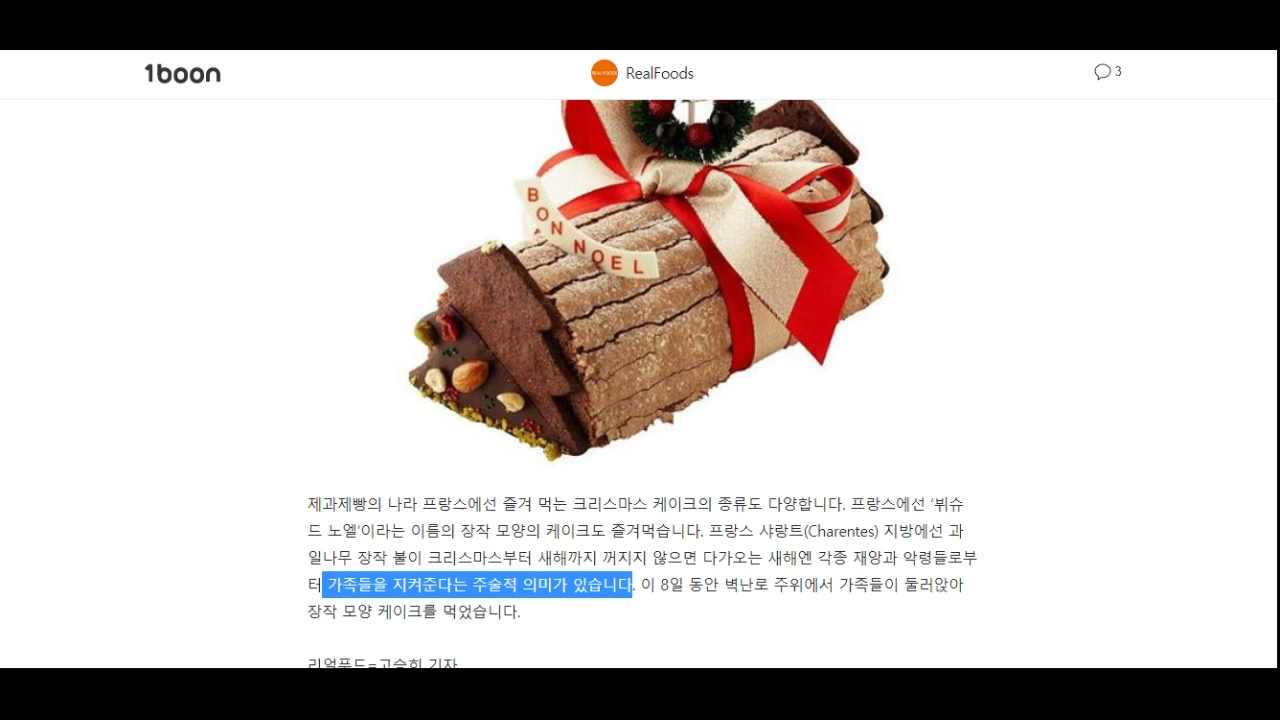 1boon
RealFoods
3
BON NOEL
제과제빵의 나라 프랑스에선 즐겨 먹는 크리스마스 케이크의 종류도 다양합니다. 프랑스에선 ‘뷔슈
드 노엘’이라는 이름의 장작 모양의 케이크도 즐겨먹습니다. 프랑스 샤랑트(Charentes) 지방에선 과
일나무 장작 불이 크리스마스부터 새해까지 꺼지지 않으면 다가오는 새해엔 각종 재앙과 악령들로부
터 가족들을 지켜준다는 주술적 의미가 있습니다. 이 8일 동안 벽난로 주위에서 가족들이 둘러앉아
장작 모양 케이크를 먹었습니다.
리얼푸드=고승희 기자